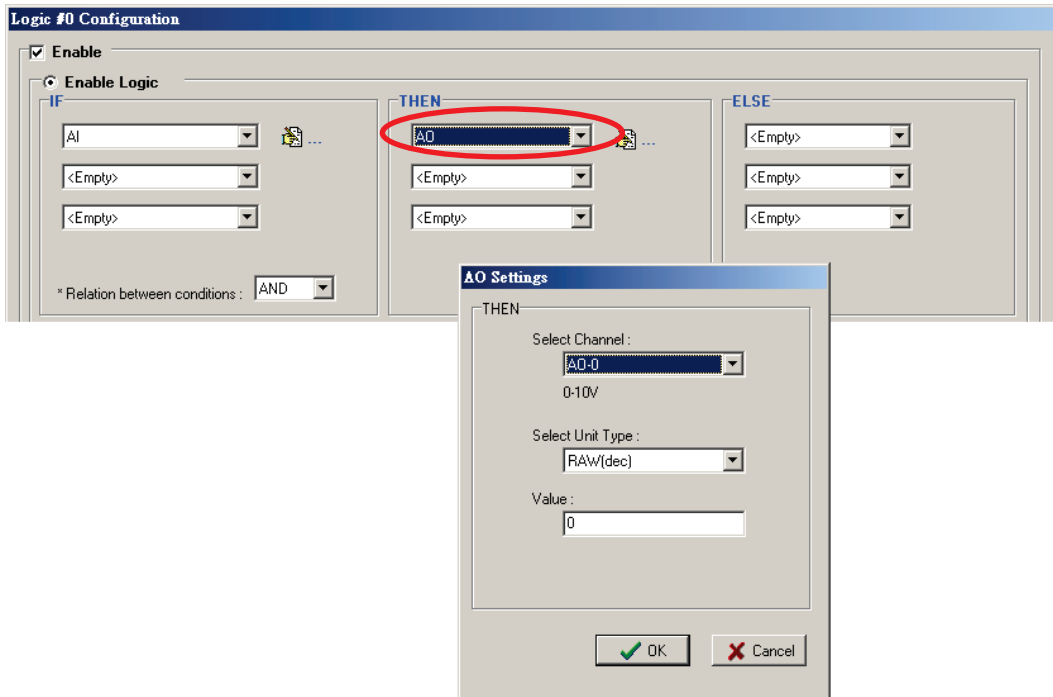 Logic #0 Configuration
Enable
Enable Logic
IF
THEN
ELSE
AI
...
AO
...
<Empty>
<Empty>
<Empty>
<Empty>
<Empty>
<Empty>
<Empty>
* Relation between conditions : AND
AO Settings
THEN
Select Channel :
AO-0
0-10V
Select Unit Type :
RAW(dec)
Value :
0
OK
Cancel